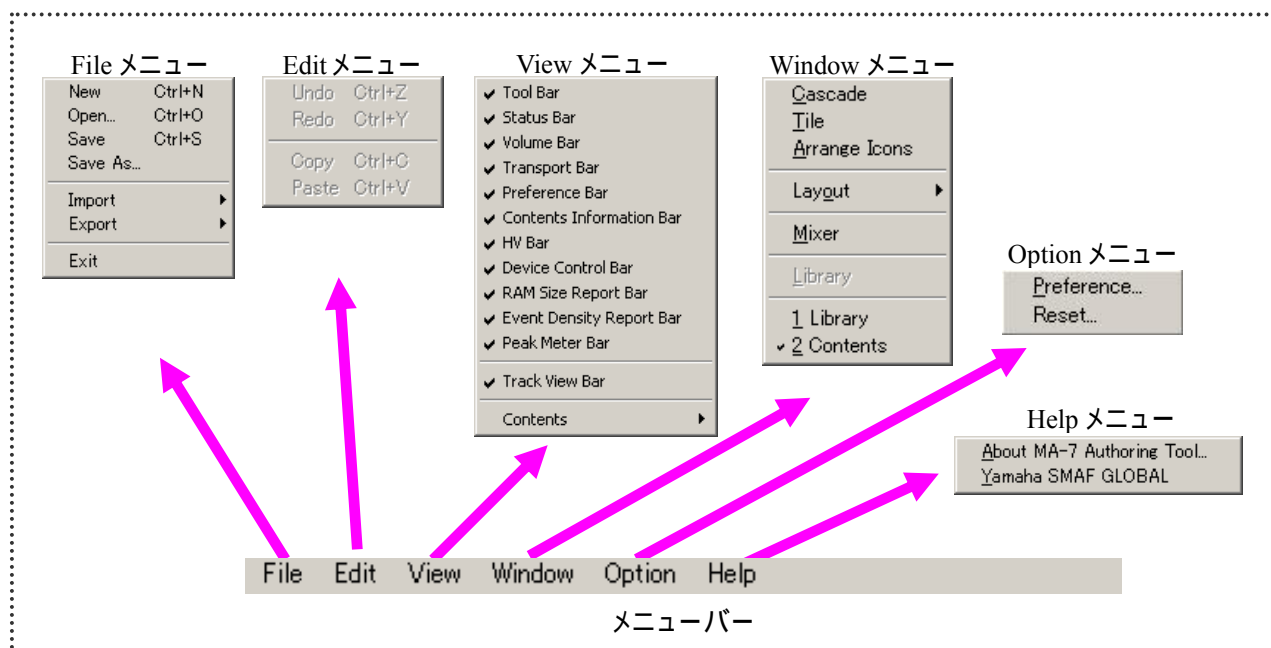 File メニュー
New Ctrl+N
Open... Ctrl+O
Save Ctrl+S
Save As...
Import
Export
Exit
Edit メニュー
Undo Ctrl+Z
Redo Ctrl+Y
Copy Ctrl+C
Paste Ctrl+V
View メニュー
Tool Bar
Status Bar
Volume Bar
Transport Bar
Preference Bar
Contents Information Bar
HV Bar
Device Control Bar
RAM Size Report Bar
Event Density Report Bar
Peak Meter Bar
Track View Bar
Contents
Window メニュー
Cascade
Tile
Arrange Icons
Layout
Mixer
Library
1 Library
2 Contents
Option メニュー
Preference...
Reset...
Help メニュー
About MA-7 Authoring Tool...
Yamaha SMAF GLOBAL
File Edit View Window Option Help
メニューバー